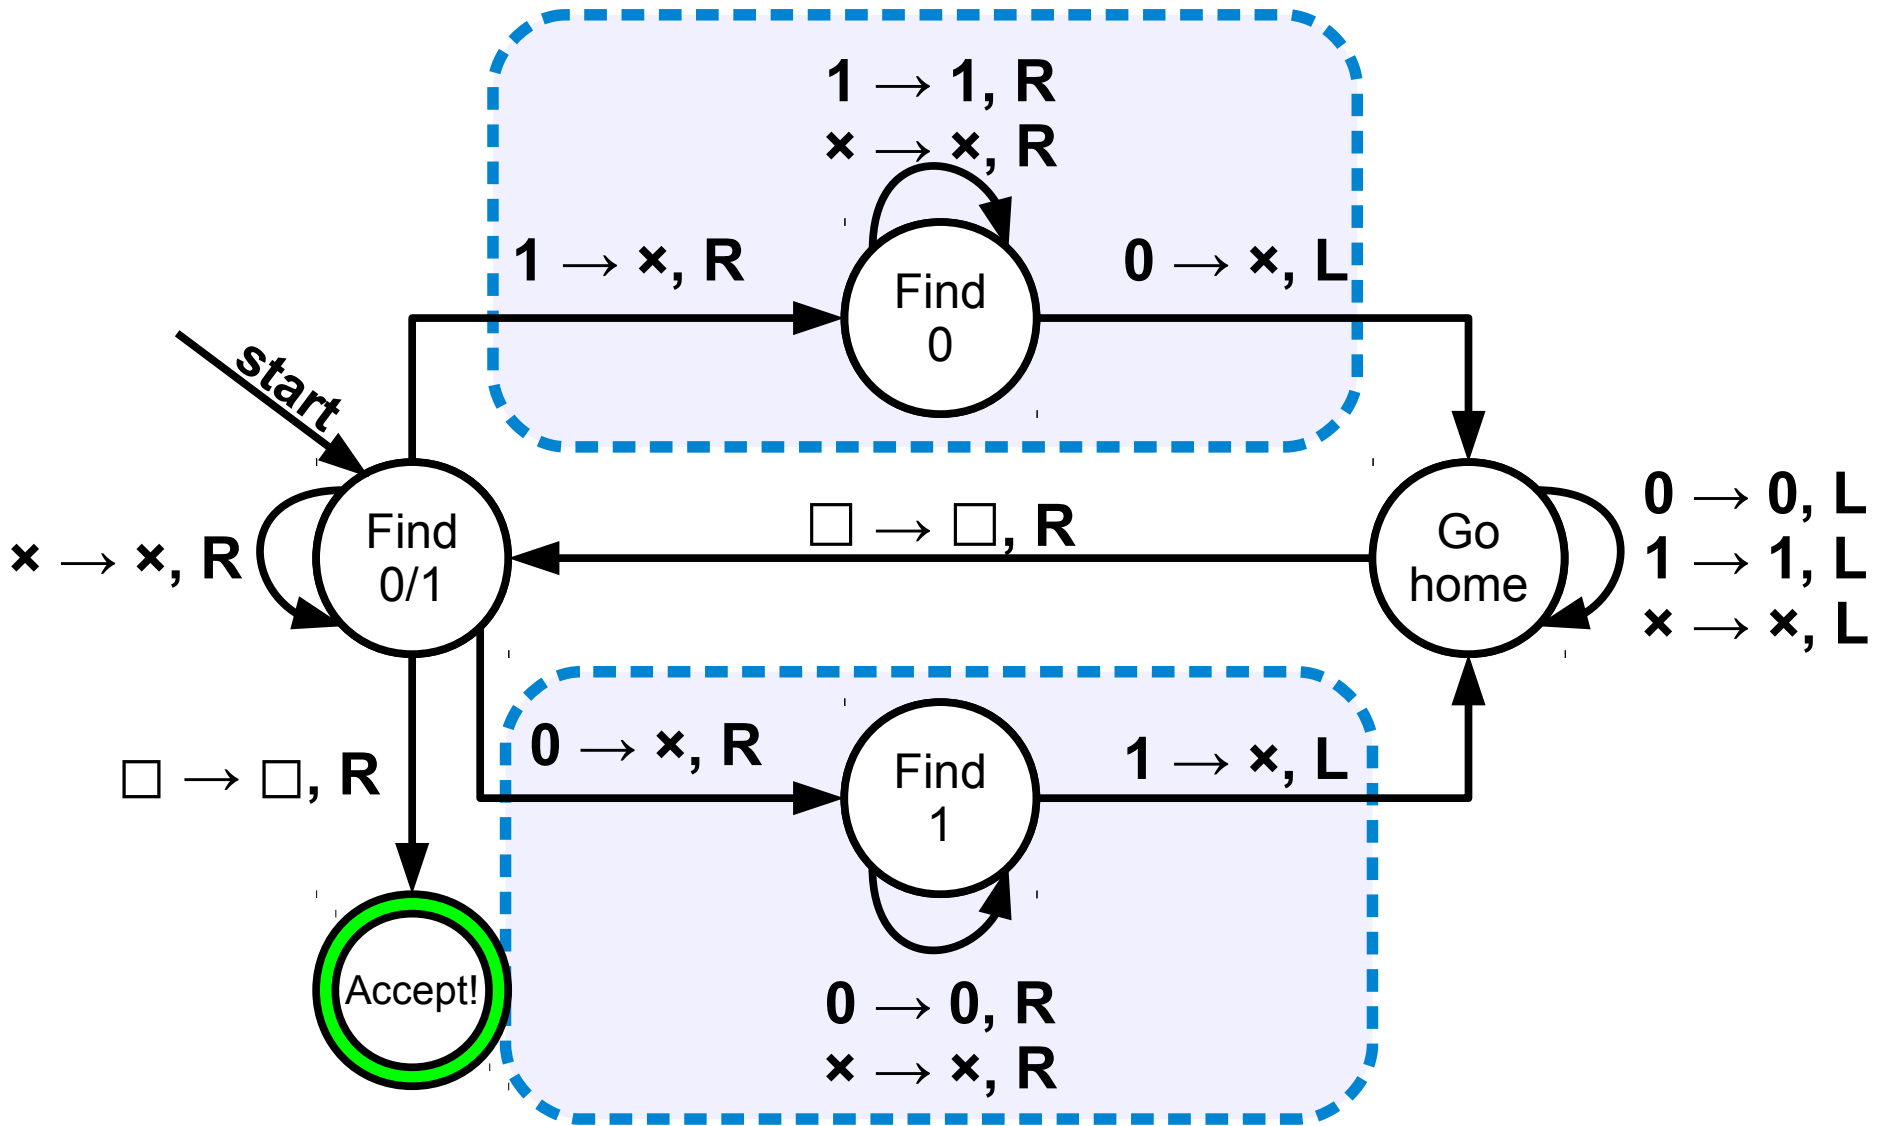 1 → 1, R
× → ×, R
1 → ×, R
0 → ×, L
Find
0
start
Find
0/1
× → ×, R
□ → □, R
Go
home
0 → 0, L
1 → 1, L
× → ×, L
□ → □, R
0 → ×, R
1 → ×, L
Find
1
Accept!
0 → 0, R
× → ×, R